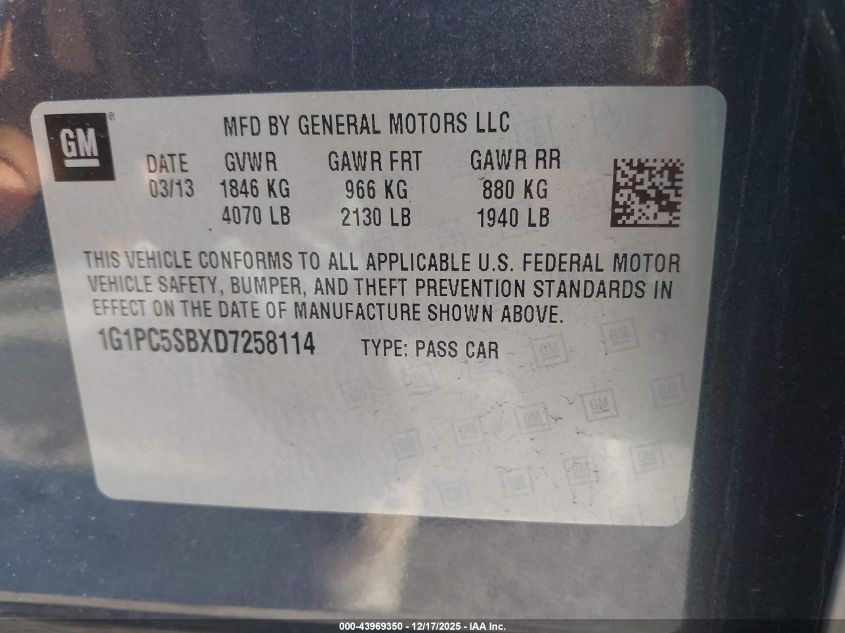 GM®
MFD BY GENERAL MOTORS LLC
DATE GVWR GAWR FRT GAWR RR
03/13 1846 KG 966 KG 880 KG
4070 LB 2130 LB 1940 LB
THIS VEHICLE CONFORMS TO ALL APPLICABLE U.S. FEDERAL MOTOR
VEHICLE SAFETY, BUMPER, AND THEFT PREVENTION STANDARDS IN
EFFECT ON THE DATE OF MANUFACTURE SHOWN ABOVE.
1G1PC5SBXD7258114 TYPE: PASS CAR
000-43969350 - 12/17/2025 - IAA Inc.